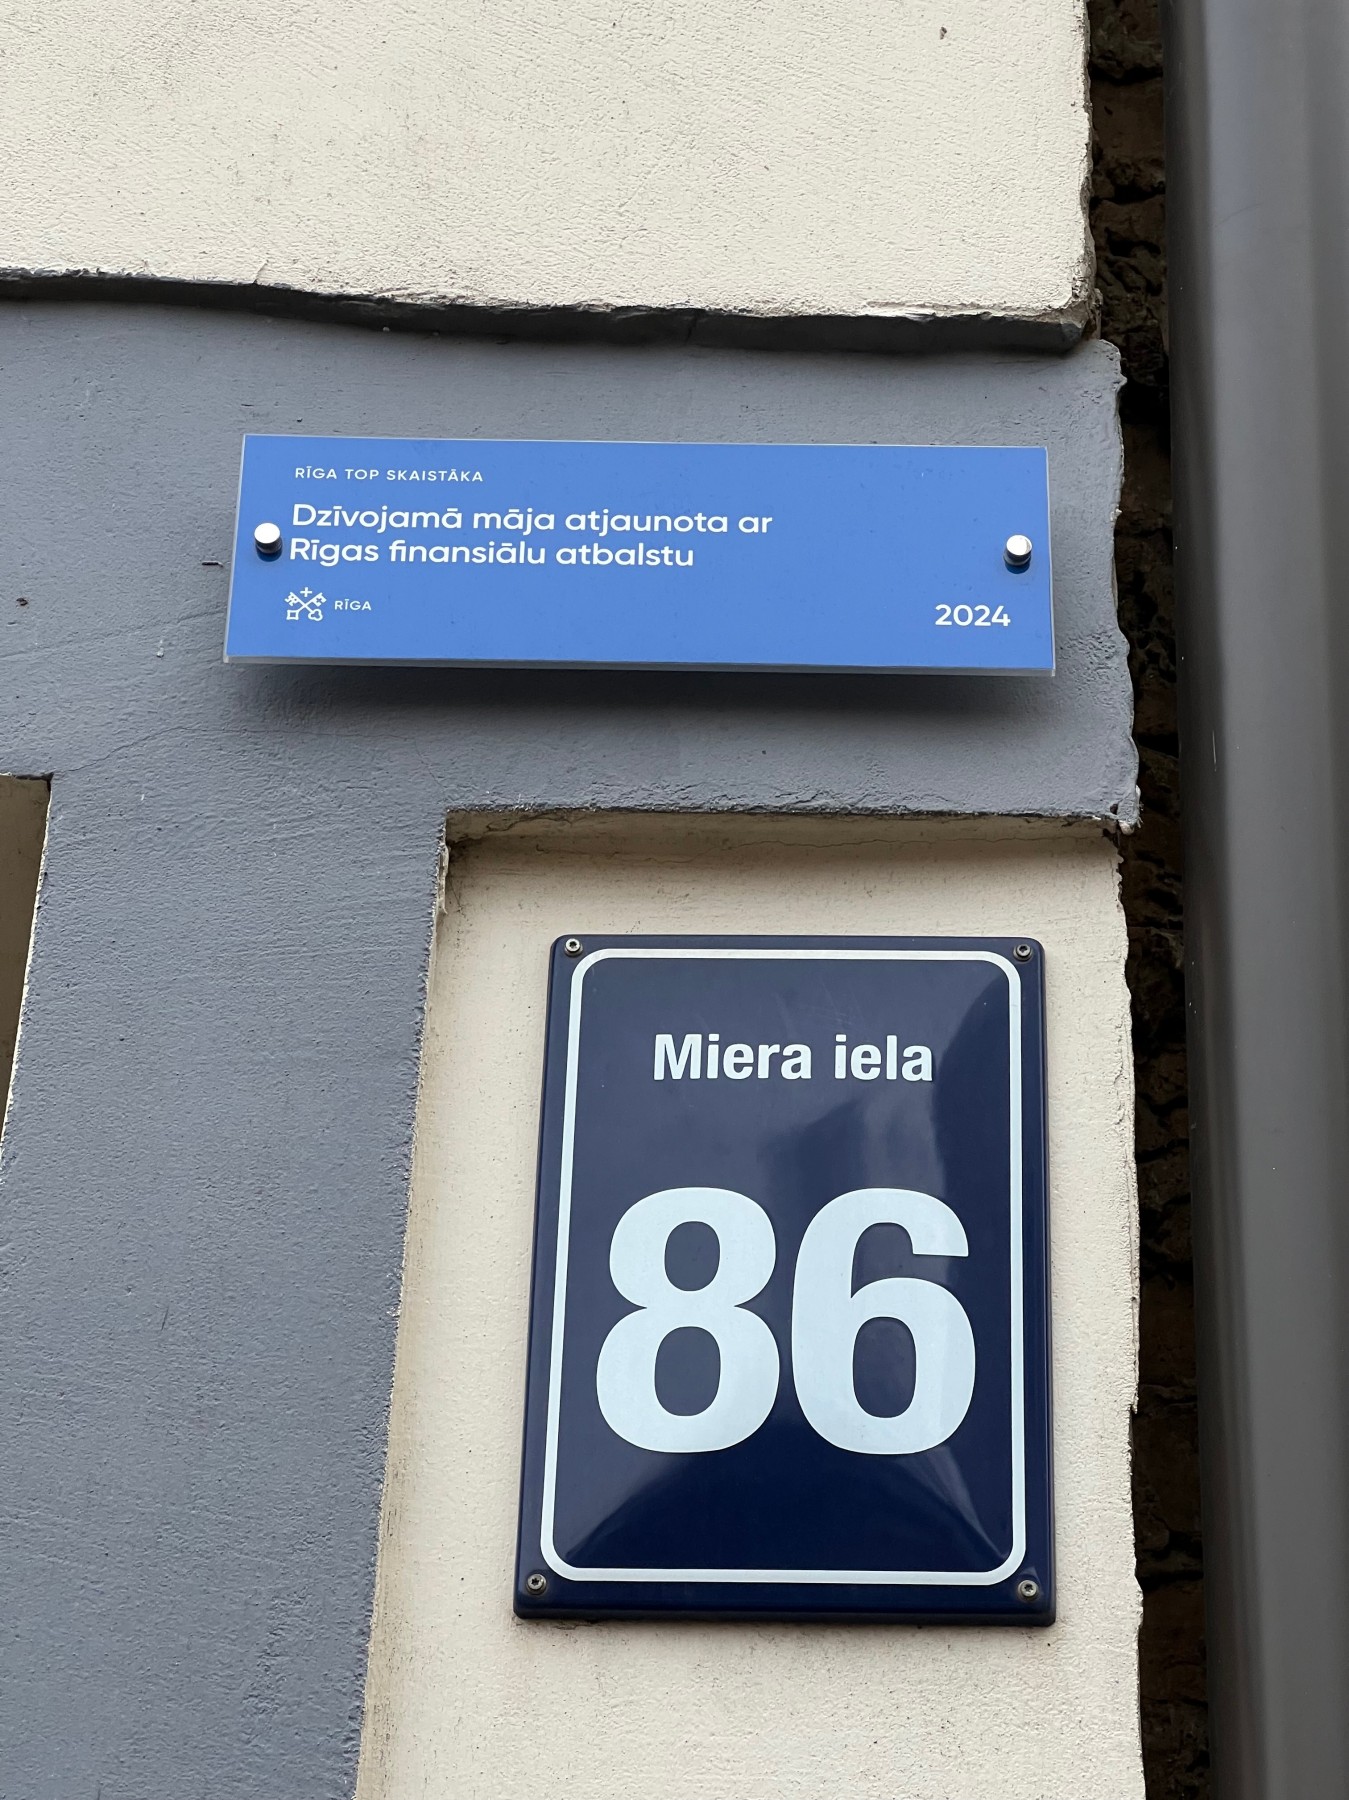 RĪGA TOP SKAISTĀKA
Dzīvojamā māja atjaunota ar
Rīgas finansiālu atbalstu
RĪGA
2024
Miera iela
86